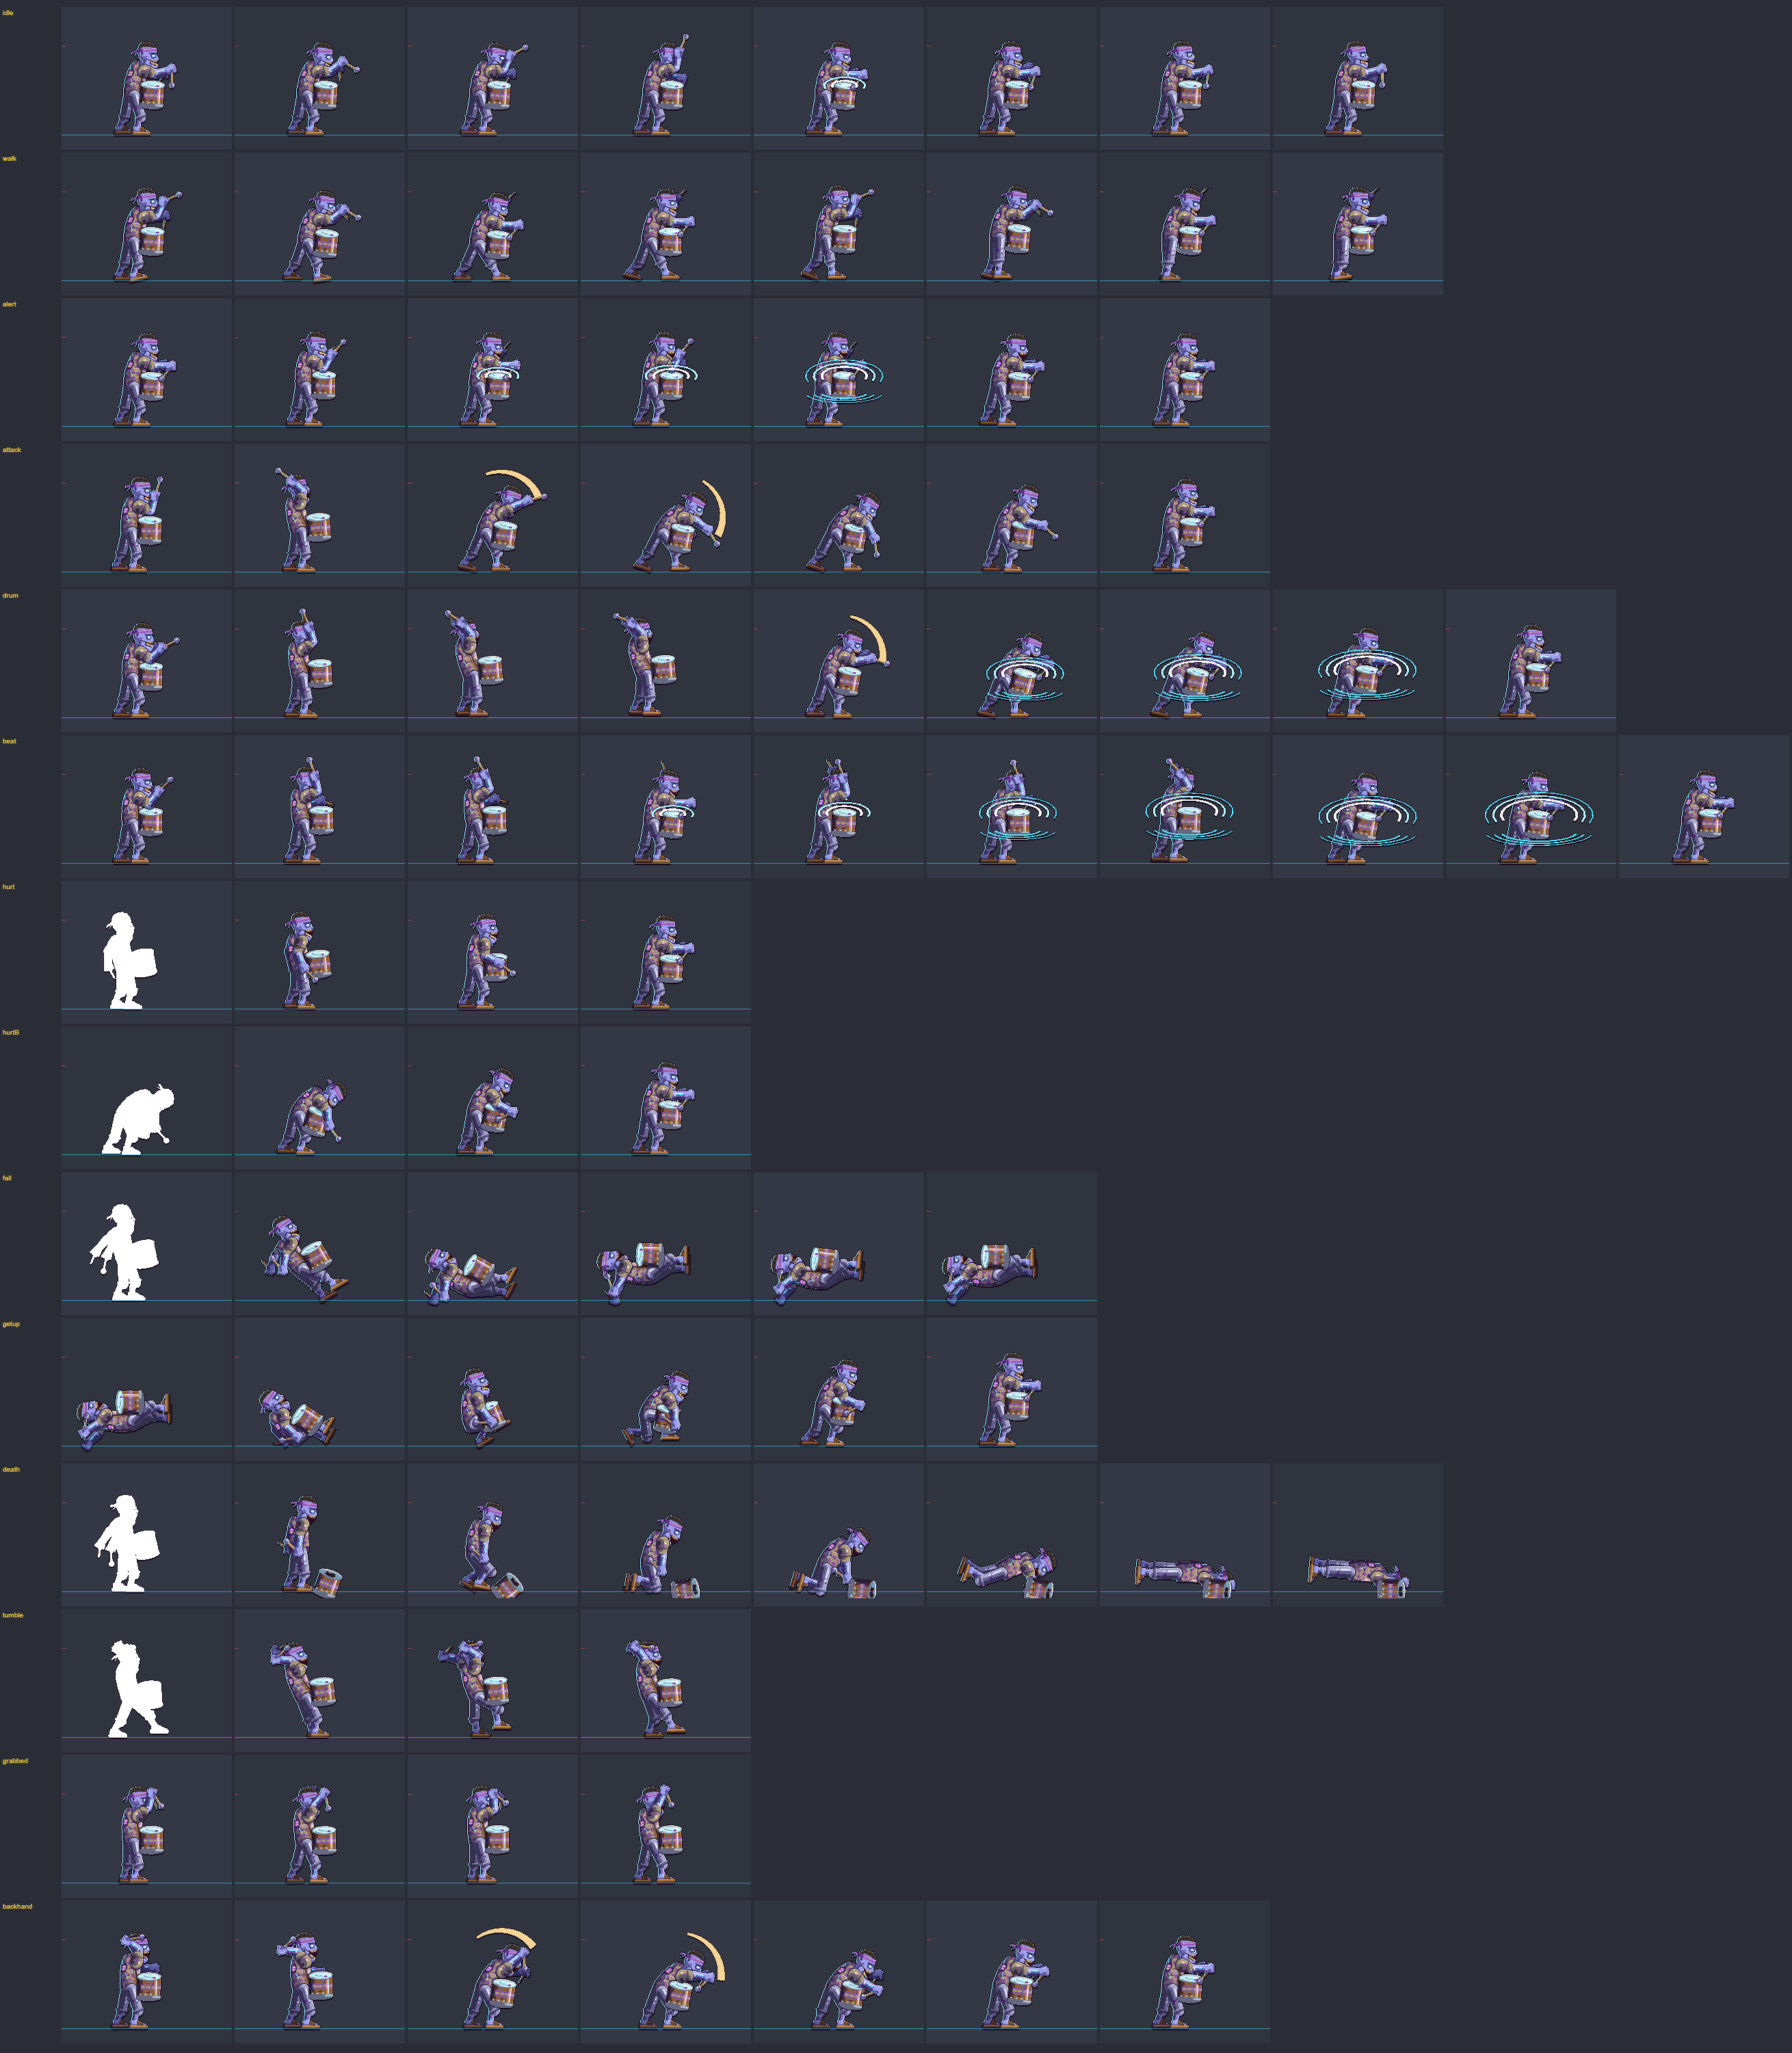 idle
walk
alert
attack
drum
beat
hurt
hurtB
fall
getup
death
tumble
grabbed
backhand